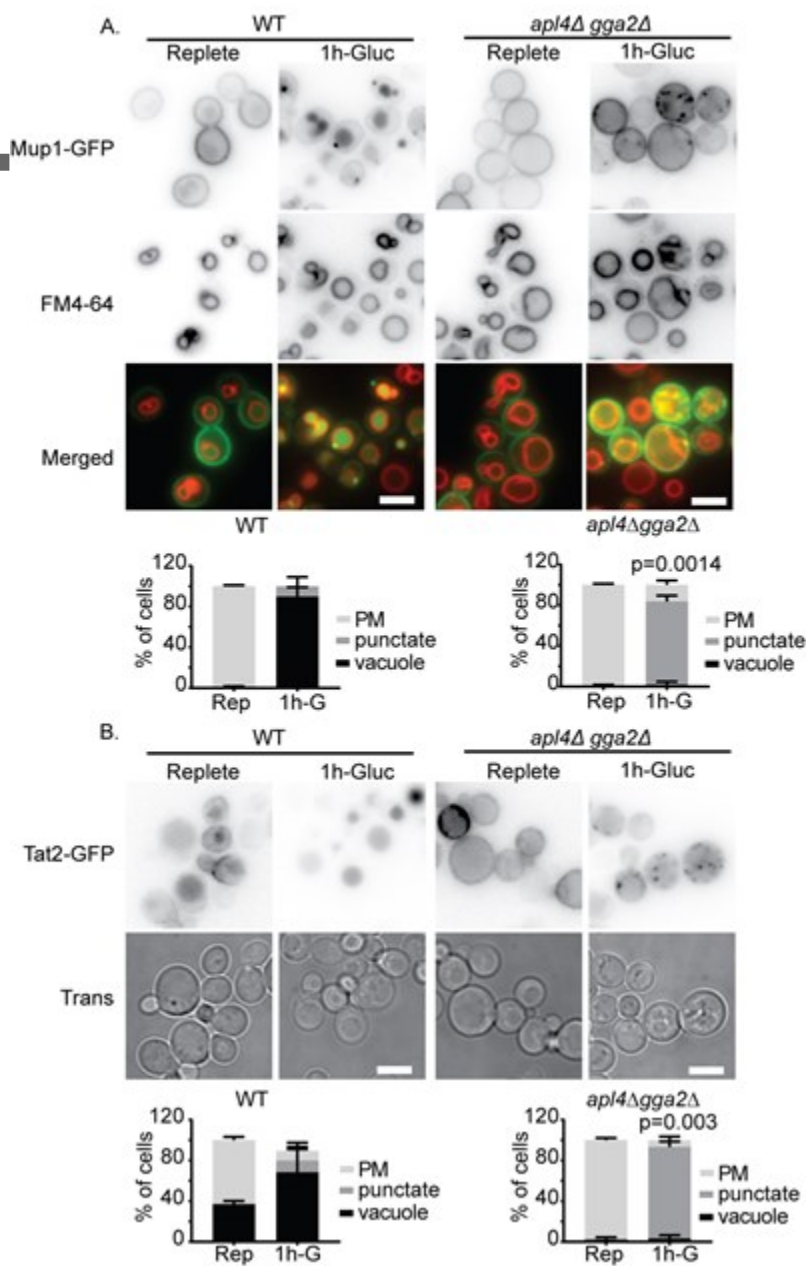 A.
WT apl4Δ gga2Δ
Replete 1h-Gluc Replete 1h-Gluc
Mup1-GFP
FM4-64
Merged
WT apl4Δgga2Δ
120 120 p=0.0014
80 80
PM PM
% of cells % of cells
40 punctate 40 punctate
vacuole vacuole
0 0
Rep 1h-G Rep 1h-G
B.
WT apl4Δ gga2Δ
Replete 1h-Gluc Replete 1h-Gluc
Tat2-GFP
Trans
WT apl4Δgga2Δ
120 120 p=0.003
80 80
PM PM
% of cells % of cells
40 punctate 40 punctate
vacuole vacuole
0 0
Rep 1h-G Rep 1h-G